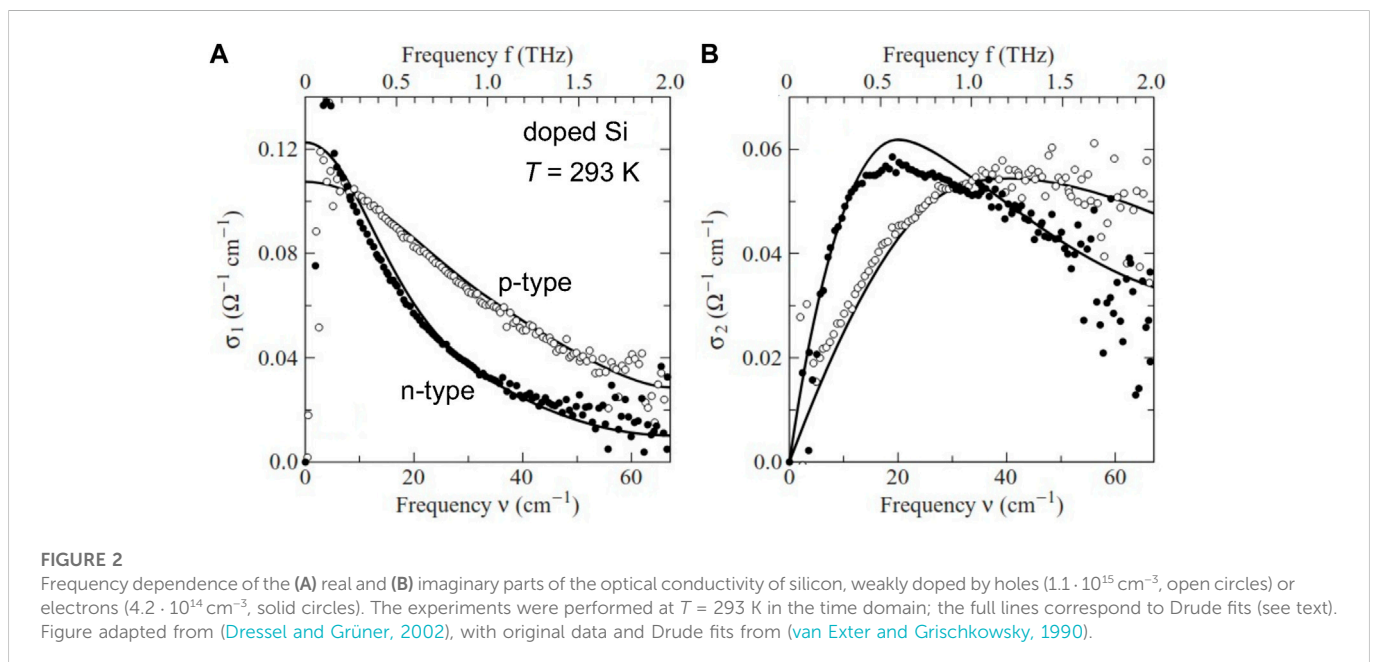 A
Frequency f (THz)
0 0.5 1.0 1.5 2.0
doped Si
T = 293 K
0.12
0.08
0.04
0.0
σ1 (Ω−1 cm−1)
p-type
n-type
0 20 40 60
Frequency ν (cm−1)
B
Frequency f (THz)
0 0.5 1.0 1.5 2.0
0.06
0.04
0.02
0.0
σ2 (Ω−1 cm−1)
0 20 40 60
Frequency ν (cm−1)
FIGURE 2
Frequency dependence of the (A) real and (B) imaginary parts of the optical conductivity of silicon, weakly doped by holes (1.1 · 10¹⁵ cm⁻³, open circles) or
electrons (4.2 · 10¹⁴ cm⁻³, solid circles). The experiments were performed at T = 293 K in the time domain; the full lines correspond to Drude fits (see text).
Figure adapted from (Dressel and Grüner, 2002), with original data and Drude fits from (van Exter and Grischkowsky, 1990).